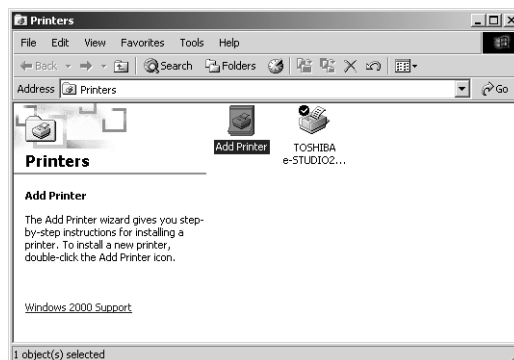 Printers
File Edit View Favorites Tools Help
Back Search Folders
Address Printers Go
Add Printer
TOSHIBA
e-STUDIO2...
Printers
Add Printer
The Add Printer wizard gives you step-
by-step instructions for installing a
printer. To install a new printer,
double-click the Add Printer icon.
Windows 2000 Support
1 object(s) selected